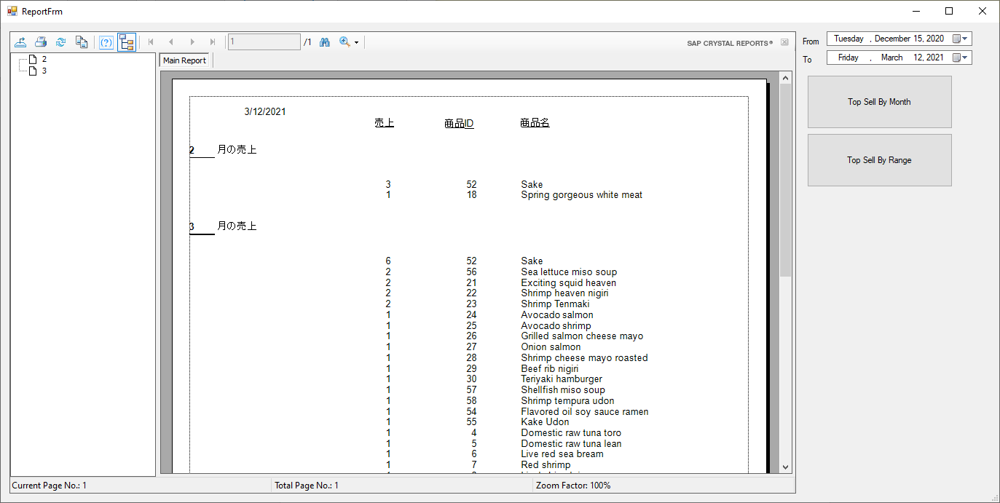 ReportFrm
1 /1 SAP CRYSTAL REPORTS®
From Tuesday , December 15, 2020
To Friday , March 12, 2021
2
3
Main Report
Top Sell By Month
Top Sell By Range
3/12/2021
売上 商品ID 商品名
2 月の売上
3 52 Sake
1 18 Spring gorgeous white meat
3 月の売上
6 52 Sake
2 56 Sea lettuce miso soup
2 21 Exciting squid heaven
2 22 Shrimp heaven nigiri
2 23 Shrimp Tenmaki
1 24 Avocado salmon
1 25 Avocado shrimp
1 26 Grilled salmon cheese mayo
1 27 Onion salmon
1 28 Shrimp cheese mayo roasted
1 29 Beef rib nigiri
1 30 Teriyaki hamburger
1 57 Shellfish miso soup
1 58 Shrimp tempura udon
1 54 Flavored oil soy sauce ramen
1 55 Kake Udon
1 4 Domestic raw tuna toro
1 5 Domestic raw tuna lean
1 6 Live red sea bream
1 7 Red shrimp
Current Page No.: 1 Total Page No.: 1 Zoom Factor: 100%